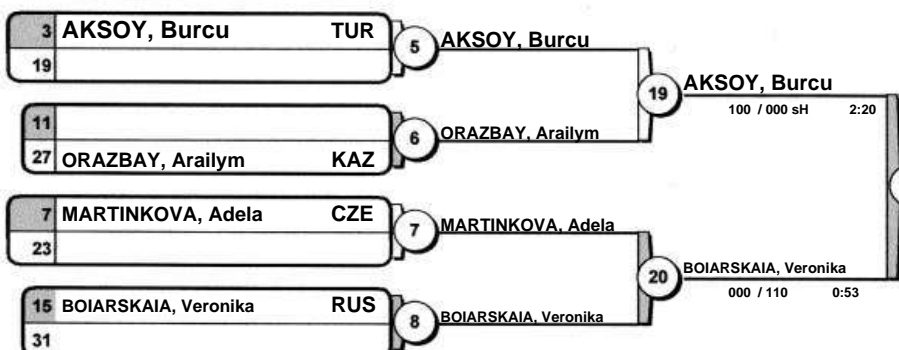 3 AKSOY, Burcu TUR
19
5 AKSOY, Burcu
11
27 ORAZBAY, Arailym KAZ
6 ORAZBAY, Arailym
19 AKSOY, Burcu
100 / 000 sH 2:20
7 MARTINKOVA, Adela CZE
23
7 MARTINKOVA, Adela
15 BOIARSKAIA, Veronika RUS
31
8 BOIARSKAIA, Veronika
20 BOIARSKAIA, Veronika
000 / 110 0:53